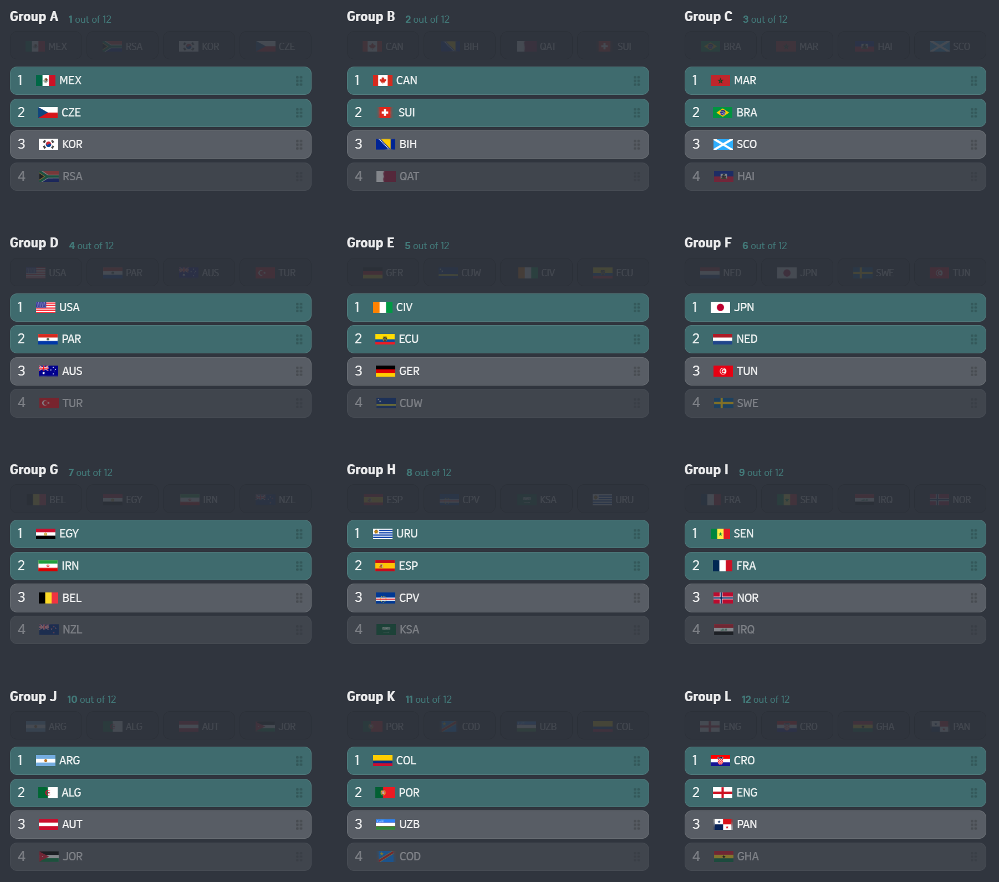 Group A 1 out of 12
MEX RSA KOR CZE
1 MEX
2 CZE
3 KOR
4 RSA
Group B 2 out of 12
CAN BIH QAT SUI
1 CAN
2 SUI
3 BIH
4 QAT
Group C 3 out of 12
BRA MAR HAI SCO
1 MAR
2 BRA
3 SCO
4 HAI
Group D 4 out of 12
USA PAR AUS TUR
1 USA
2 PAR
3 AUS
4 TUR
Group E 5 out of 12
GER CUW CIV ECU
1 CIV
2 ECU
3 GER
4 CUW
Group F 6 out of 12
NED JPN SWE TUN
1 JPN
2 NED
3 TUN
4 SWE
Group G 7 out of 12
BEL EGY IRN NZL
1 EGY
2 IRN
3 BEL
4 NZL
Group H 8 out of 12
ESP CPV KSA URU
1 URU
2 ESP
3 CPV
4 KSA
Group I 9 out of 12
FRA SEN IRQ NOR
1 SEN
2 FRA
3 NOR
4 IRQ
Group J 10 out of 12
ARG ALG AUT JOR
1 ARG
2 ALG
3 AUT
4 JOR
Group K 11 out of 12
POR COD UZB COL
1 COL
2 POR
3 UZB
4 COD
Group L 12 out of 12
ENG CRO GHA PAN
1 CRO
2 ENG
3 PAN
4 GHA